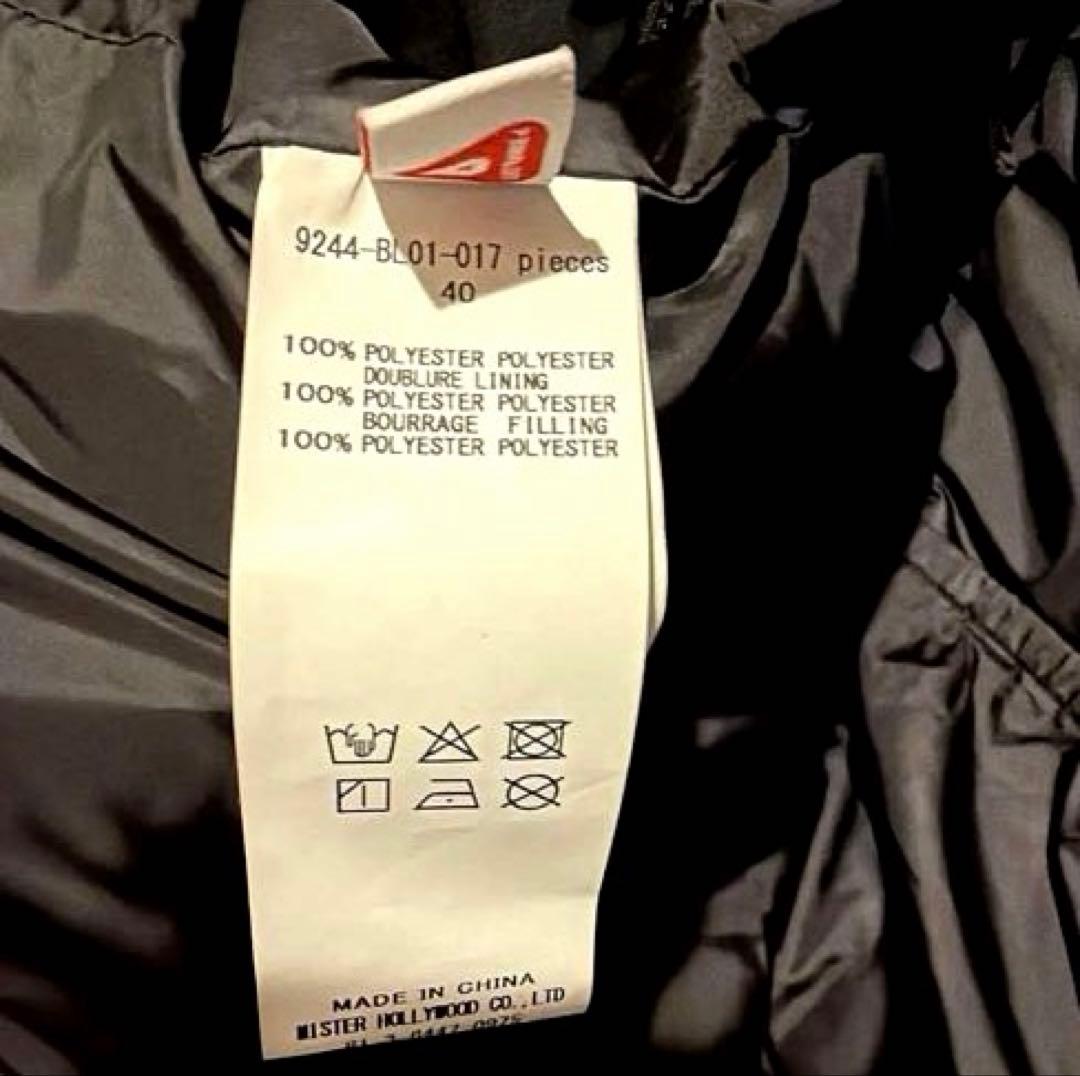 9244-BL01-017 pieces
40
100% POLYESTER POLYESTER
DOUBLURE LINING
100% POLYESTER POLYESTER
BOURRAGE FILLING
100% POLYESTER POLYESTER
MADE IN CHINA
MISTER HOLLYWOOD CO.,LTD